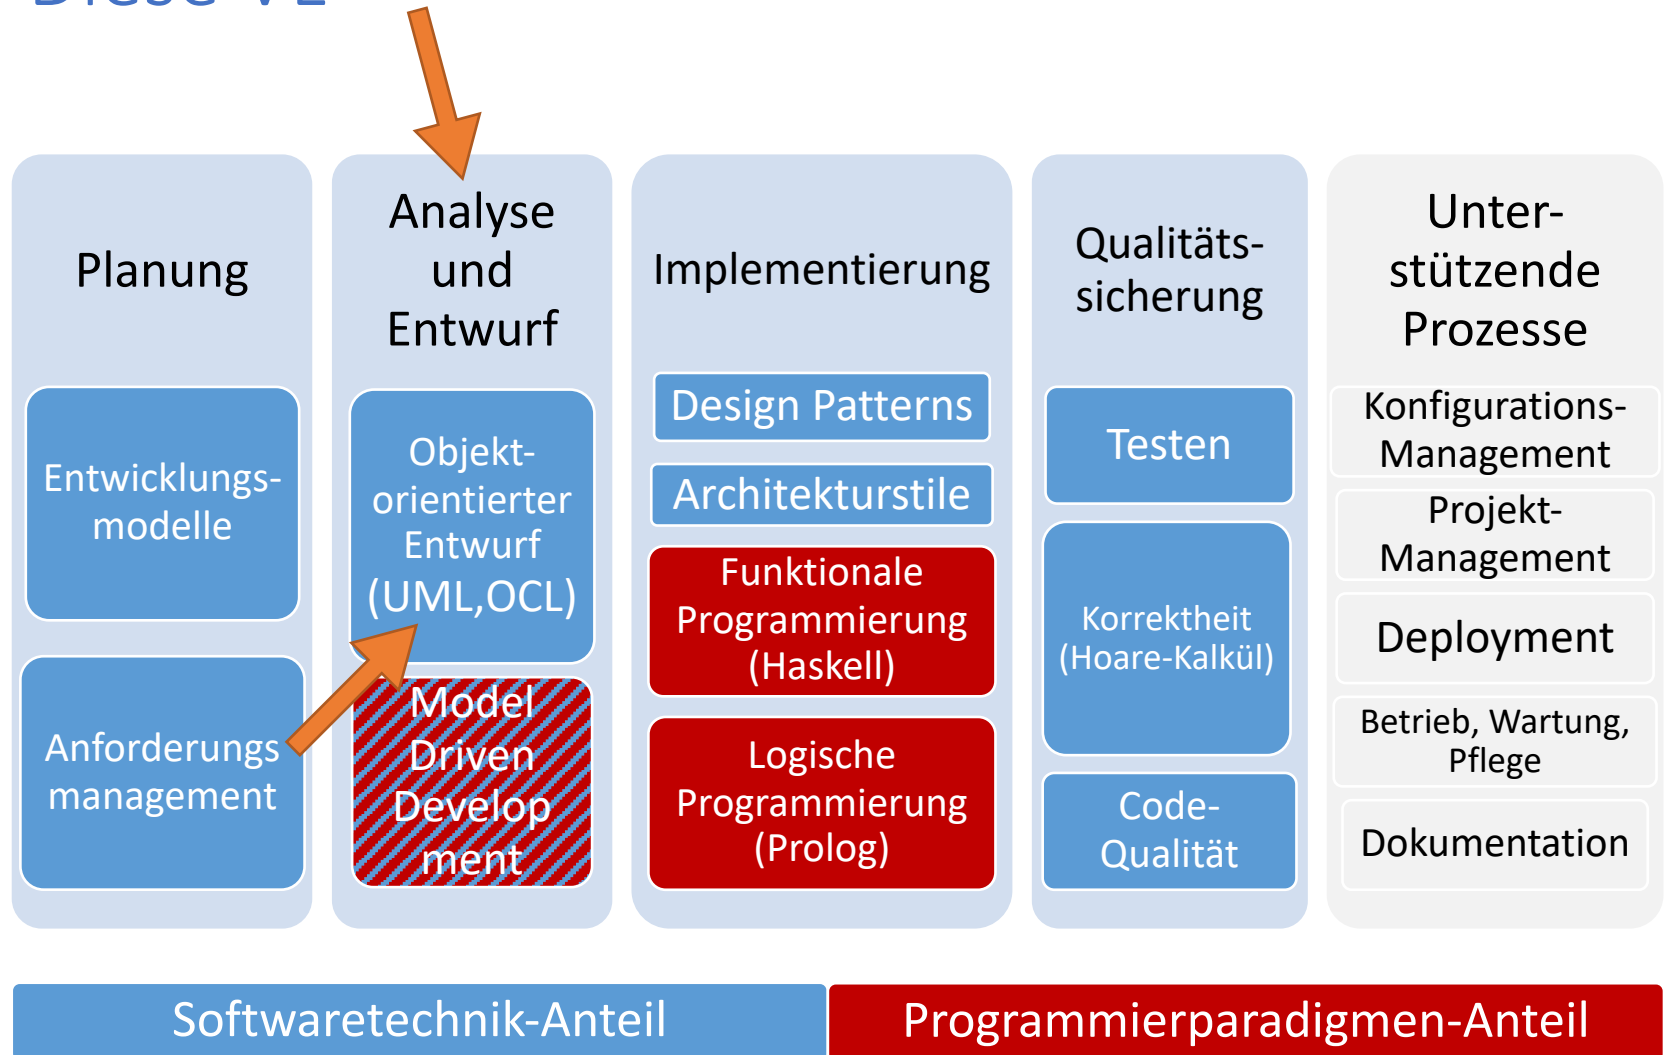 Diese VL
Planung
Entwicklungs-
modelle
Anforderungs
management
Analyse
und
Entwurf
Objekt-
orientierter
Entwurf
(UML,OCL)
Model
Driven
Develop
ment
Implementierung
Design Patterns
Architekturstile
Funktionale
Programmierung
(Haskell)
Logische
Programmierung
(Prolog)
Qualitäts-
sicherung
Testen
Korrektheit
(Hoare-Kalkül)
Code-
Qualität
Unter-
stützende
Prozesse
Konfigurations-
Management
Projekt-
Management
Deployment
Betrieb, Wartung,
Pflege
Dokumentation
Softwaretechnik-Anteil
Programmierparadigmen-Anteil